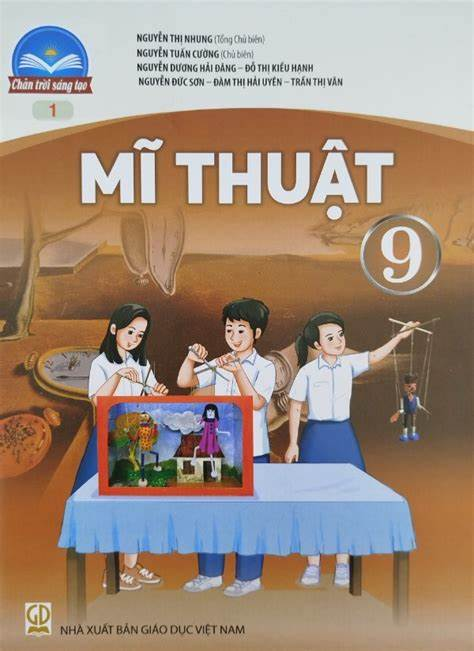 NGUYỄN THỊ NHUNG (Tổng Chủ biên)
NGUYỄN TUẤN CƯỜNG (Chủ biên)
NGUYỄN DƯƠNG HẢI ĐĂNG – ĐỖ THỊ KIỀU HẠNH
NGUYỄN ĐỨC SƠN – ĐÀM THỊ HẢI UYÊN – TRẦN THỊ VÂN
Chân trời sáng tạo
1
MĨ THUẬT
9
GD
NHÀ XUẤT BẢN GIÁO DỤC VIỆT NAM